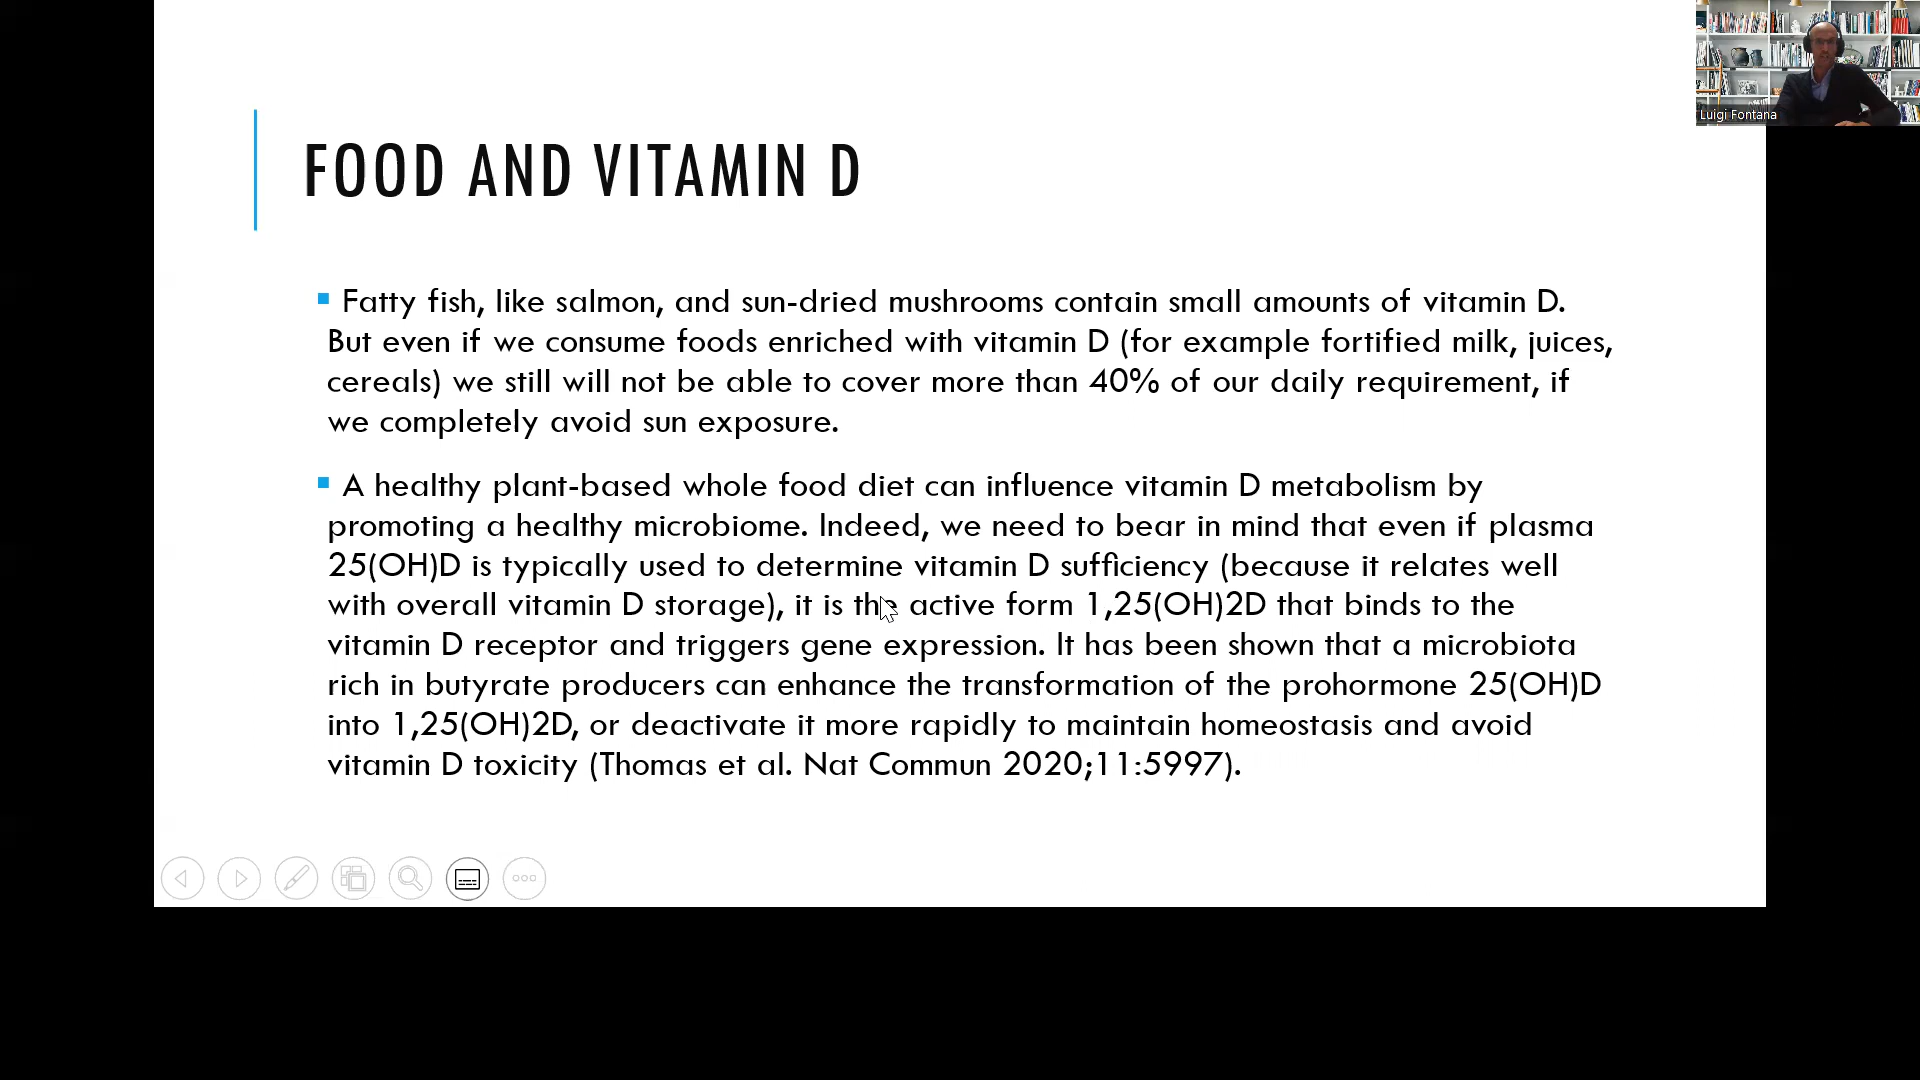 Luigi Fontana
FOOD AND VITAMIN D
Fatty fish, like salmon, and sun-dried mushrooms contain small amounts of vitamin D.
But even if we consume foods enriched with vitamin D (for example fortified milk, juices,
cereals) we still will not be able to cover more than 40% of our daily requirement, if
we completely avoid sun exposure.
A healthy plant-based whole food diet can influence vitamin D metabolism by
promoting a healthy microbiome. Indeed, we need to bear in mind that even if plasma
25(OH)D is typically used to determine vitamin D sufficiency (because it relates well
with overall vitamin D storage), it is the active form 1,25(OH)2D that binds to the
vitamin D receptor and triggers gene expression. It has been shown that a microbiota
rich in butyrate producers can enhance the transformation of the prohormone 25(OH)D
into 1,25(OH)2D, or deactivate it more rapidly to maintain homeostasis and avoid
vitamin D toxicity (Thomas et al. Nat Commun 2020;11:5997).